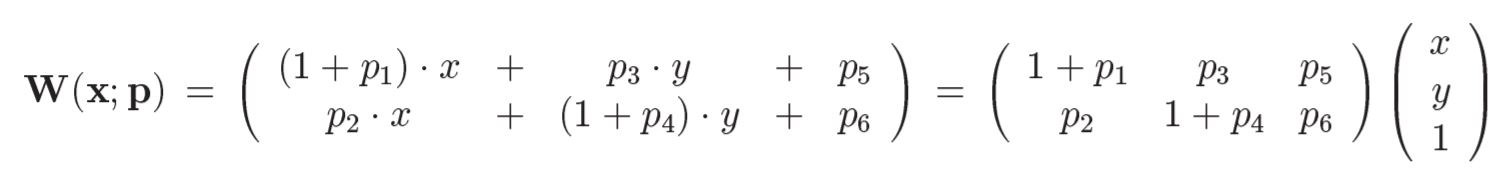 W(x; p) = ( (1 + p₁) · x + p₃ · y + p₅ ; p₂ · x + (1 + p₄) · y + p₆ ) = ( 1 + p₁ p₃ p₅ ; p₂ 1 + p₄ p₆ ) ( x ; y ; 1 )